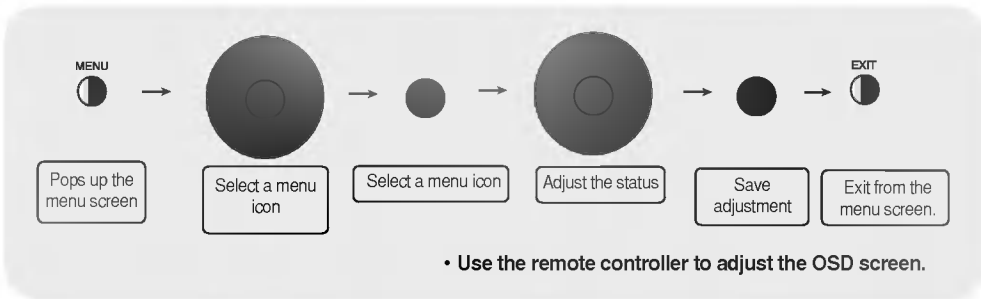 MENU
EXIT
Pops up the
menu screen
Select a menu
icon
Select a menu icon
Adjust the status
Save
adjustment
Exit from the
menu screen.
• Use the remote controller to adjust the OSD screen.